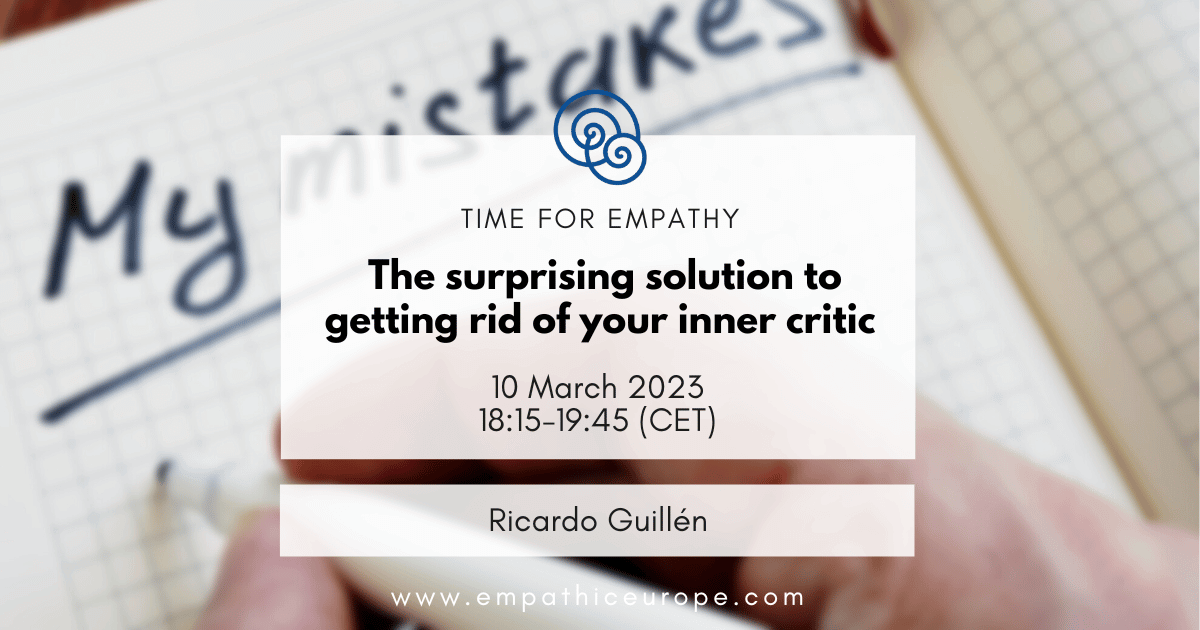 My mistakes
TIME FOR EMPATHY
The surprising solution to
getting rid of your inner critic
10 March 2023
18:15-19:45 (CET)
Ricardo Guillén
www.empathiceurope.com